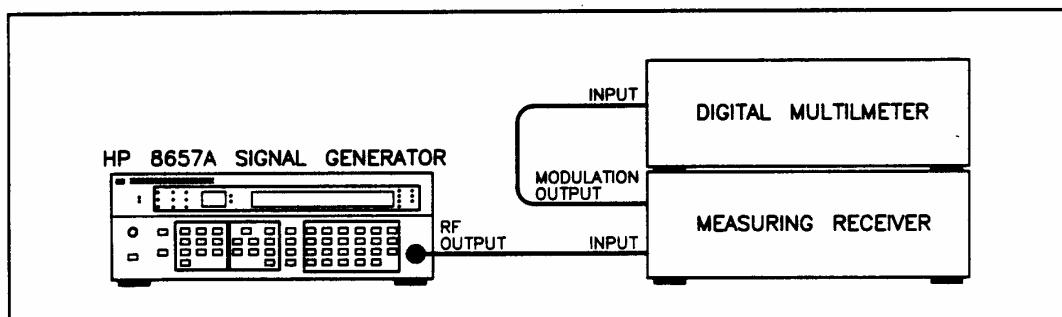 INPUT
DIGITAL MULTILMETER
HP 8657A SIGNAL GENERATOR
MODULATION
OUTPUT
MEASURING RECEIVER
RF
OUTPUT
INPUT